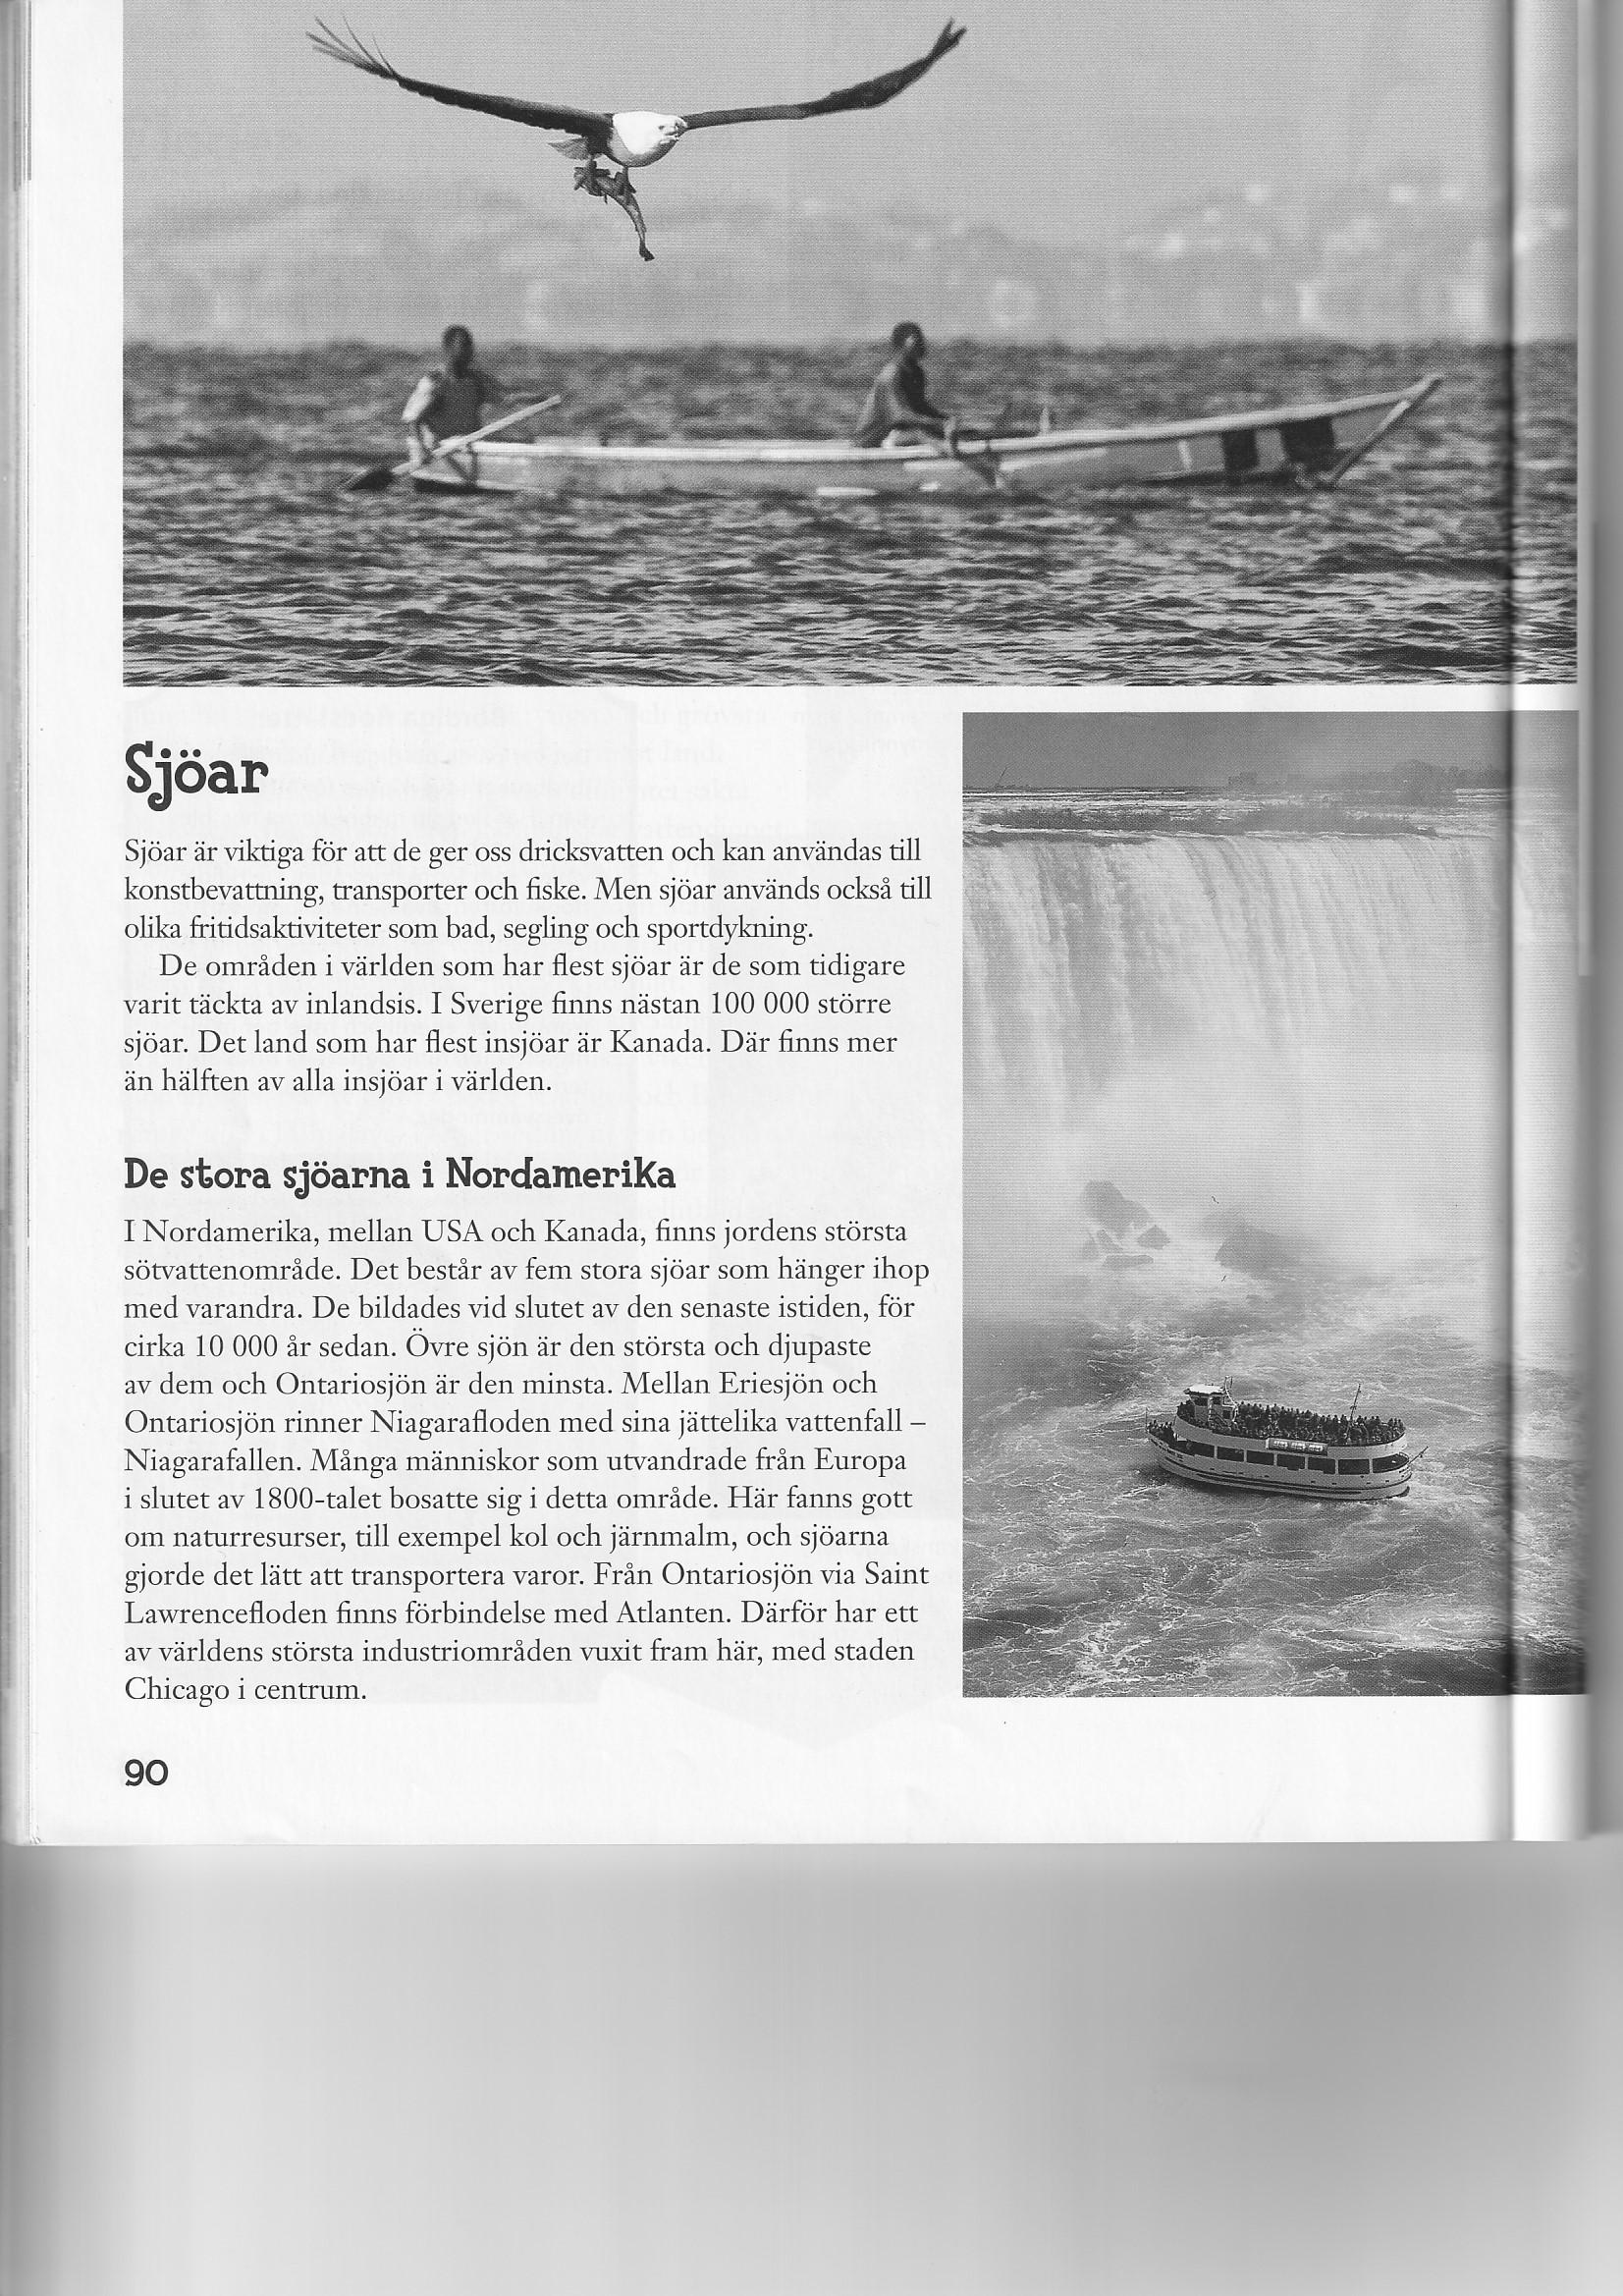 Sjöar
Sjöar är viktiga för att de ger oss dricksvatten och kan användas till
konstbevattning, transporter och fiske. Men sjöar används också till
olika fritidsaktiviteter som bad, segling och sportdykning.
De områden i världen som har flest sjöar är de som tidigare
varit täckta av inlandsis. I Sverige finns nästan 100 000 större
sjöar. Det land som har flest insjöar är Kanada. Där finns mer
än hälften av alla insjöar i världen.
De stora sjöarna i Nordamerika
I Nordamerika, mellan USA och Kanada, finns jordens största
sötvattenområde. Det består av fem stora sjöar som hänger ihop
med varandra. De bildades vid slutet av den senaste istiden, för
cirka 10 000 år sedan. Övre sjön är den största och djupaste
av dem och Ontariosjön är den minsta. Mellan Eriesjön och
Ontariosjön rinner Niagarafloden med sina jättelika vattenfall –
Niagarafallen. Många människor som utvandrade från Europa
i slutet av 1800-talet bosatte sig i detta område. Här fanns gott
om naturresurser, till exempel kol och järnmalm, och sjöarna
gjorde det lätt att transportera varor. Från Ontariosjön via Saint
Lawrencefloden finns förbindelse med Atlanten. Därför har ett
av världens största industriområden vuxit fram här, med staden
Chicago i centrum.
90